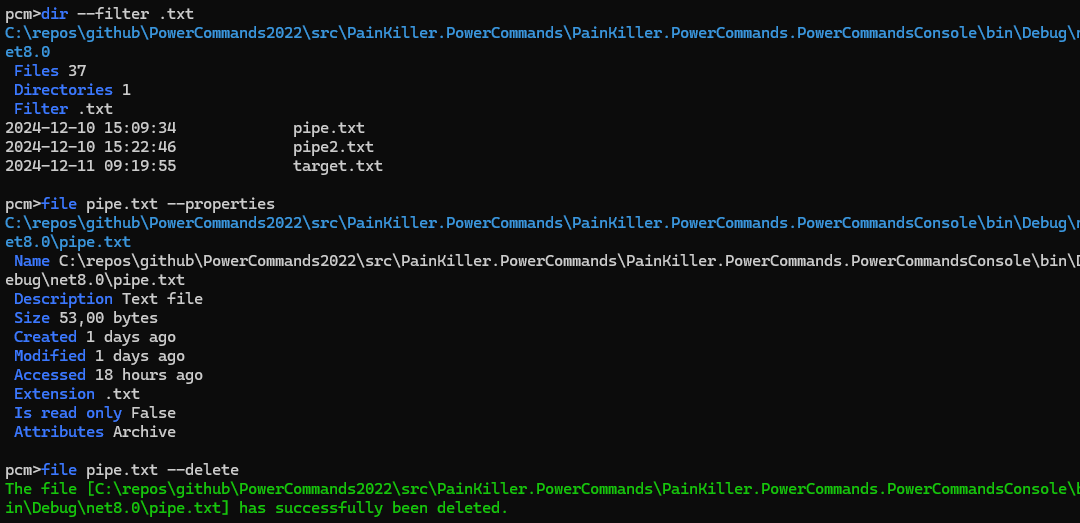 pcm>dir --filter .txt
C:\repos\github\PowerCommands2022\src\PainKiller.PowerCommands\PainKiller.PowerCommands.PowerCommandsConsole\bin\Debug\n
et8.0
Files 37
Directories 1
Filter .txt
2024-12-10 15:09:34 pipe.txt
2024-12-10 15:22:46 pipe2.txt
2024-12-11 09:19:55 target.txt
pcm>file pipe.txt --properties
C:\repos\github\PowerCommands2022\src\PainKiller.PowerCommands\PainKiller.PowerCommands.PowerCommandsConsole\bin\Debug\n
et8.0\pipe.txt
Name C:\repos\github\PowerCommands2022\src\PainKiller.PowerCommands\PainKiller.PowerCommands.PowerCommandsConsole\bin\D
ebug\net8.0\pipe.txt
Description Text file
Size 53,00 bytes
Created 1 days ago
Modified 1 days ago
Accessed 18 hours ago
Extension .txt
Is read only False
Attributes Archive
pcm>file pipe.txt --delete
The file [C:\repos\github\PowerCommands2022\src\PainKiller.PowerCommands\PainKiller.PowerCommands.PowerCommandsConsole\b
in\Debug\net8.0\pipe.txt] has successfully been deleted.